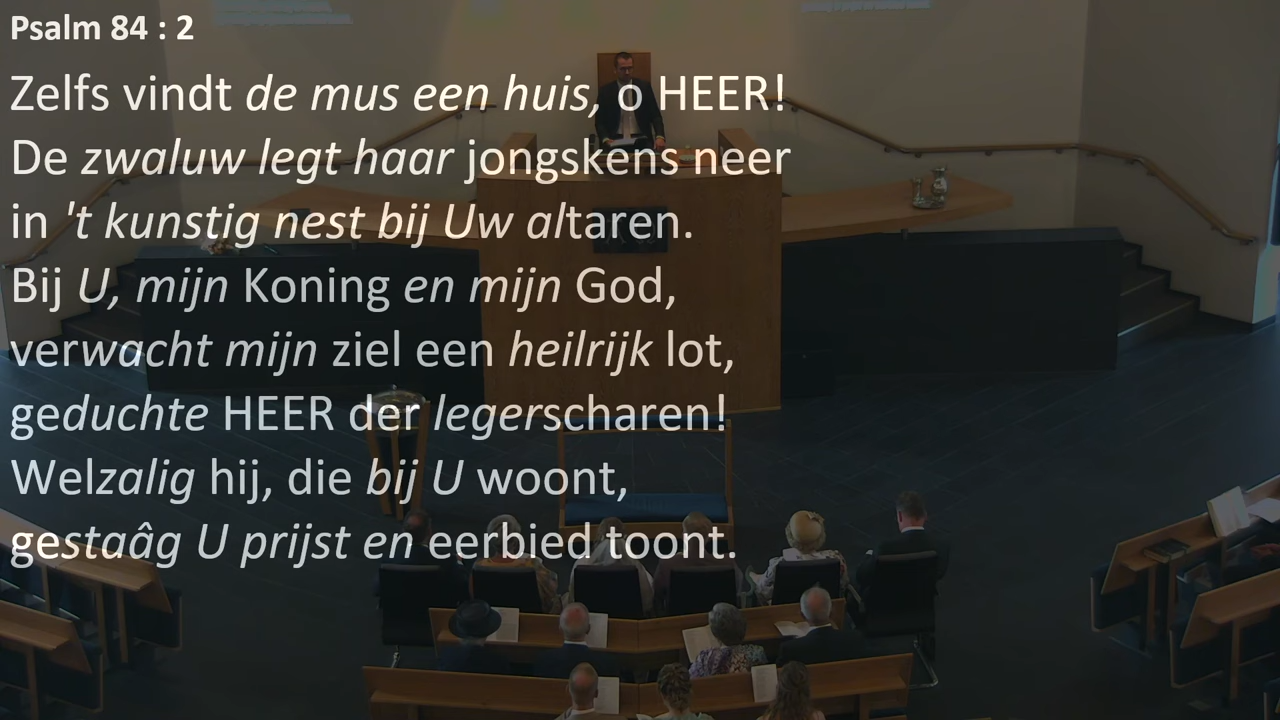 Psalm 84 : 2
Zelfs vindt de mus een huis, o HEER!
De zwaluw legt haar jongskens neer
in 't kunstig nest bij Uw altaren.
Bij U, mijn Koning en mijn God,
verwacht mijn ziel een heilrijk lot,
geduchte HEER der legerscharen!
Welzalig hij, die bij U woont,
gestaâg U prijst en eerbied toont.